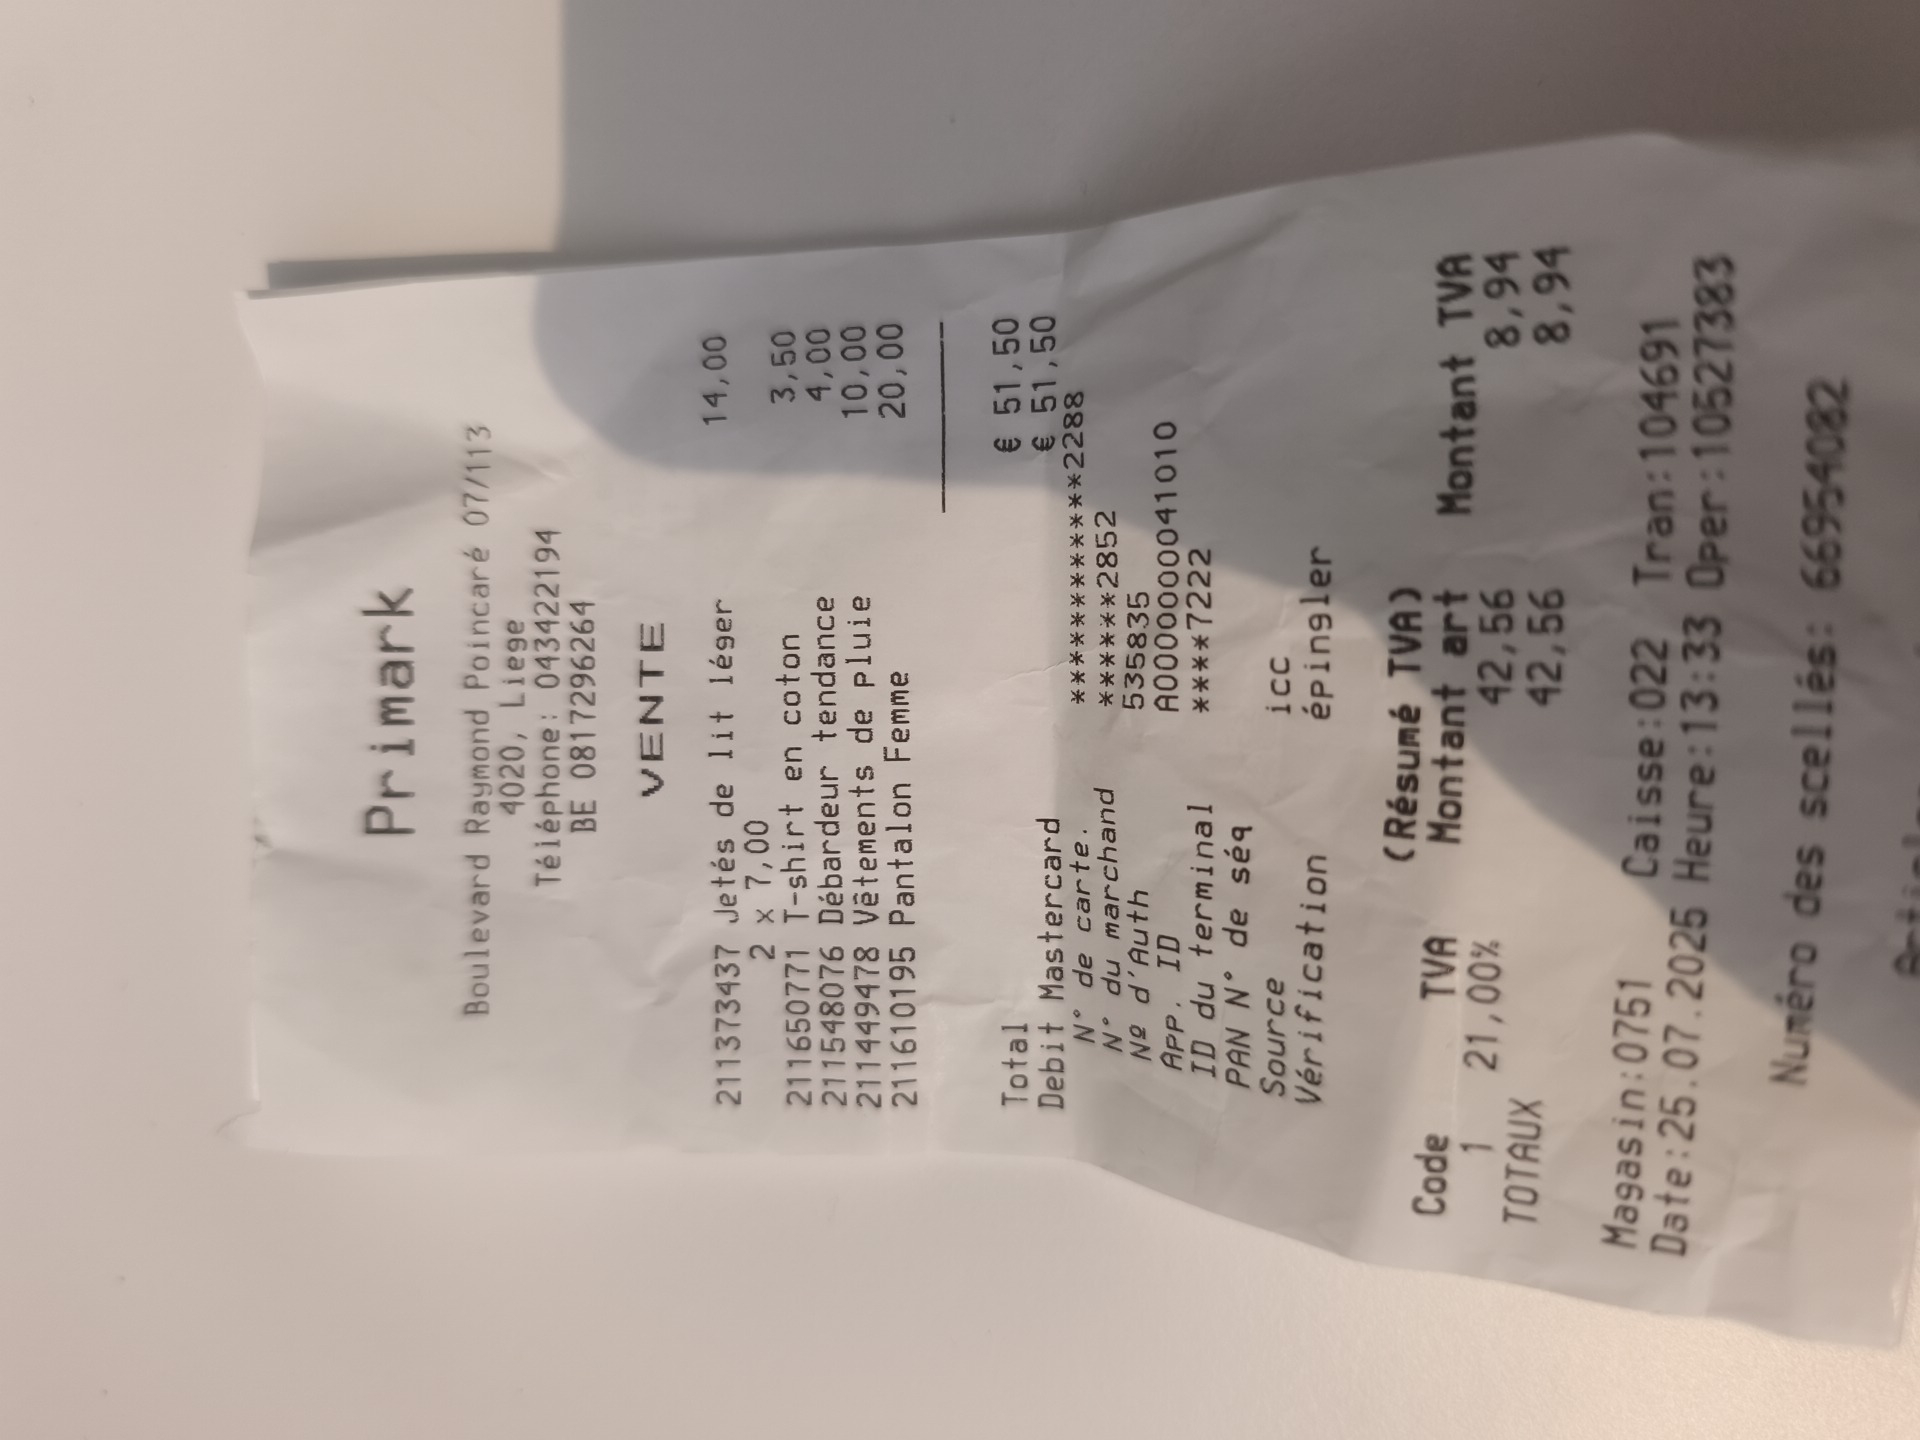 Primark
Boulevard Raymond Poincaré 07/113
4020, Liege
Téléphone: 043422194
BE 0817296264
VENTE
211373437 Jetés de lit léger 14,00
2 x 7,00
211650771 T-shirt en coton 3,50
211548076 Débardeur tendance 4,00
211449478 Vêtements de pluie 10,00
211610195 Pantalon Femme 20,00
Total € 51,50
Debit Mastercard € 51,50
N° de carte. ***************2288
N° du marchand ******2852
Nº d'Auth 535835
APP. ID A0000000041010
ID du terminal ****7222
PAN N° de séq
Source icc
Vérification épingler
(Résumé TVA)
Code TVA Montant art Montant TVA
1 21,00% 42,56 8,94
TOTAUX 42,56 8,94
Magasin:0751 Caisse:022 Tran:104691
Date:25.07.2025 Heure:13:33 Oper:10527383
Numéro des scellés: 66954082